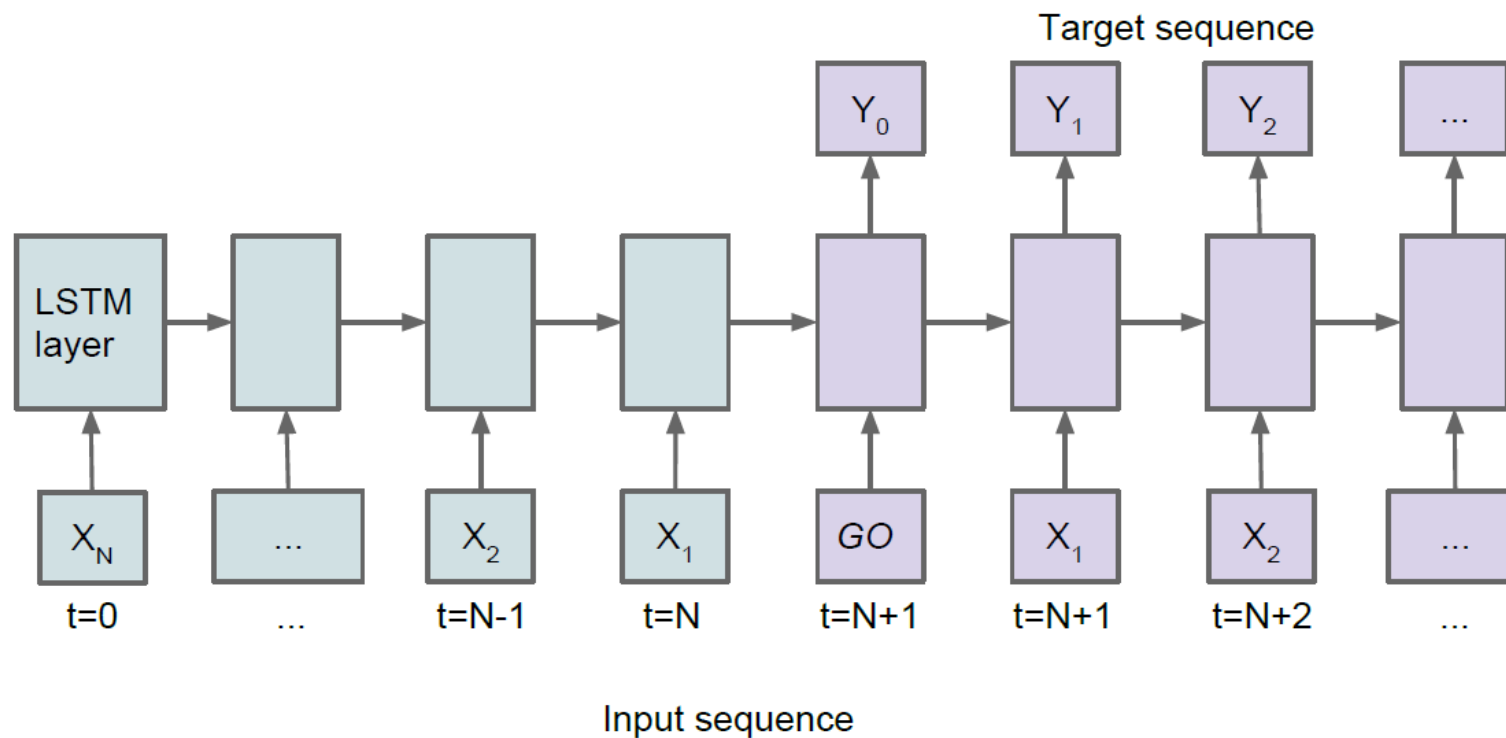 Target sequence
Y₀ Y₁ Y₂ ...
LSTM
layer
X_N ... X₂ X₁ GO X₁ X₂ ...
t=0 ... t=N-1 t=N t=N+1 t=N+1 t=N+2 ...
Input sequence